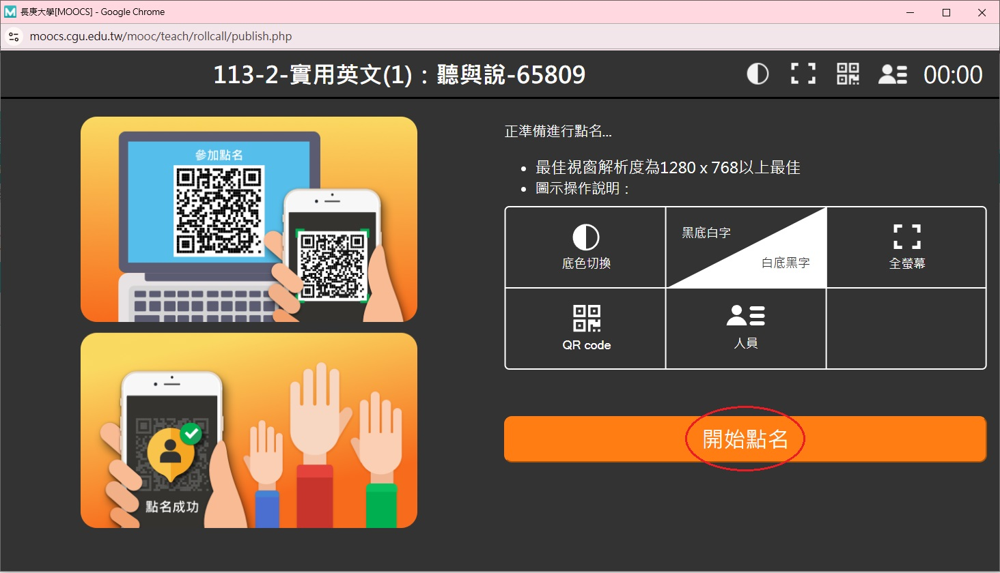 長庚大學[MOOCS] - Google Chrome
moocs.cgu.edu.tw/mooc/teach/rollcall/publish.php
113-2-實用英文(1)：聽與說-65809
00:00
參加點名
點名成功
正準備進行點名...
最佳視窗解析度為1280 x 768以上最佳
圖示操作說明：
底色切換
黑底白字
白底黑字
全螢幕
QR code
人員
開始點名